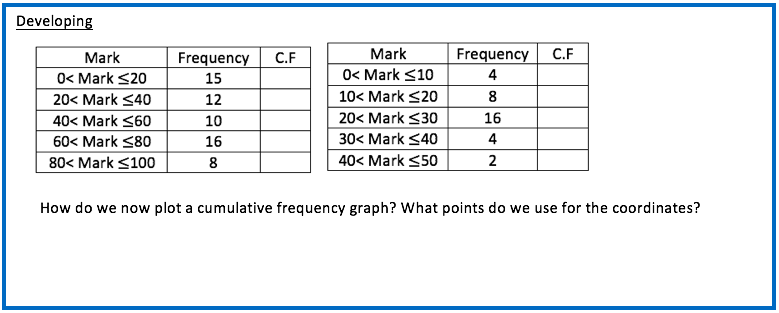 Developing
Mark Frequency C.F
0< Mark ≤20 15
20< Mark ≤40 12
40< Mark ≤60 10
60< Mark ≤80 16
80< Mark ≤100 8
Mark Frequency C.F
0< Mark ≤10 4
10< Mark ≤20 8
20< Mark ≤30 16
30< Mark ≤40 4
40< Mark ≤50 2
How do we now plot a cumulative frequency graph? What points do we use for the coordinates?